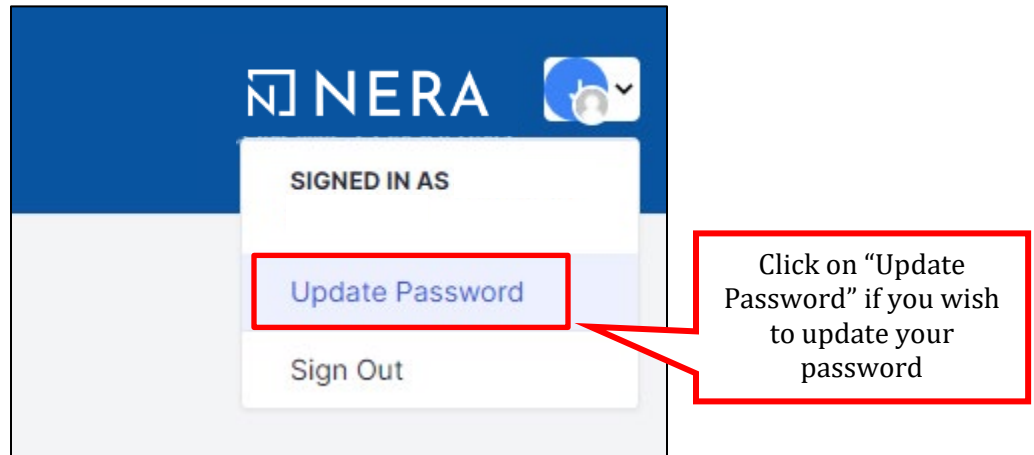 NERA
SIGNED IN AS
Update Password
Sign Out
Click on “Update
Password” if you wish
to update your
password